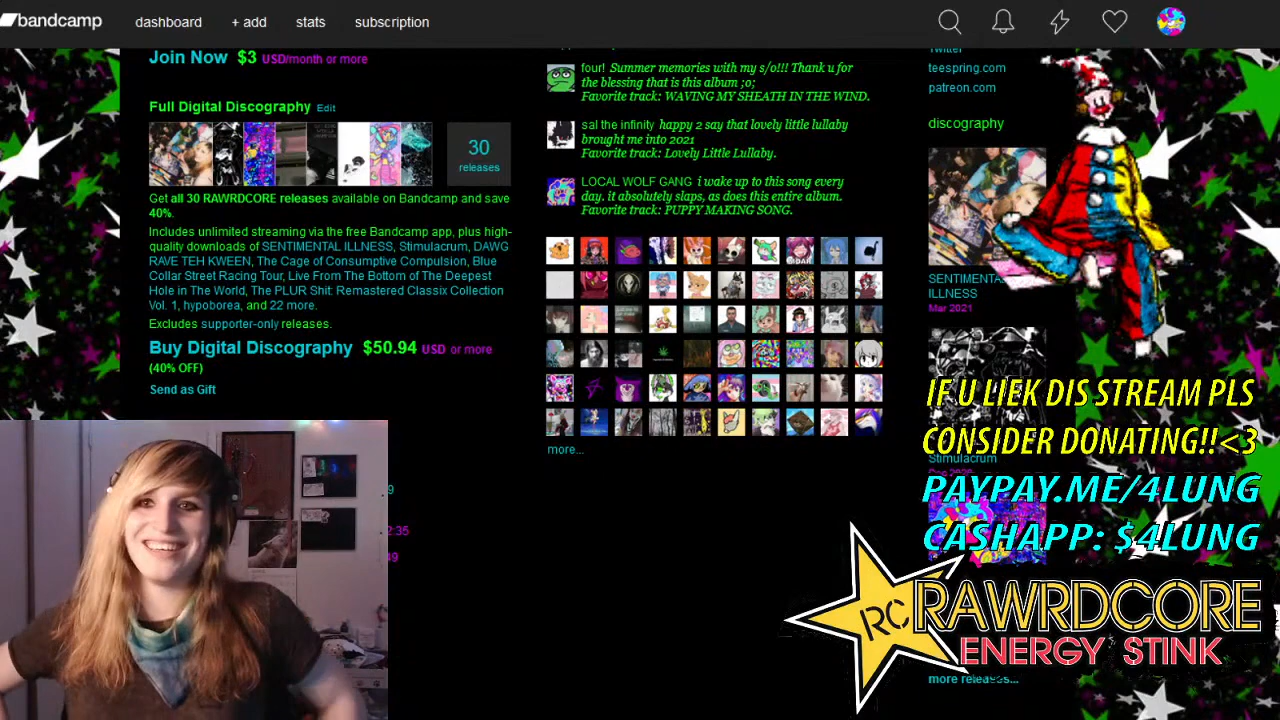 bandcamp
dashboard
+ add
stats
subscription
Join Now $3 USD/month or more
Full Digital Discography Edit
30
releases
Get all 30 RAWRDCORE releases available on Bandcamp and save
40%.
Includes unlimited streaming via the free Bandcamp app, plus high-
quality downloads of SENTIMENTAL ILLNESS, Stimulacrum, DAWG
RAVE TEH KWEEN, The Cage of Consumptive Compulsion, Blue
Collar Street Racing Tour, Live From The Bottom of The Deepest
Hole in The World, The PLUR Shit: Remastered Classix Collection
Vol. 1, hypoborea, and 22 more.
Excludes supporter-only releases.
Buy Digital Discography $50.94 USD or more
(40% OFF)
Send as Gift
four! Summer memories with my s/o!!! Thank u for
the blessing that is this album ;o;
Favorite track: WAVING MY SHEATH IN THE WIND.
sal the infinity happy 2 say that lovely little lullaby
brought me into 2021
Favorite track: Lovely Little Lullaby.
LOCAL WOLF GANG i wake up to this song every
day. it absolutely slaps, as does this entire album.
Favorite track: PUPPY MAKING SONG.
more...
Twitter
teespring.com
patreon.com
discography
SENTIMENTAL
ILLNESS
Mar 2021
IF U LIEK DIS STREAM PLS
CONSIDER DONATING!!<3
Stimulacrum
PAYPAY.ME/4LUNG
CASHAPP: $4LUNG
RC RAWRDCORE
ENERGY STINK
more releases...